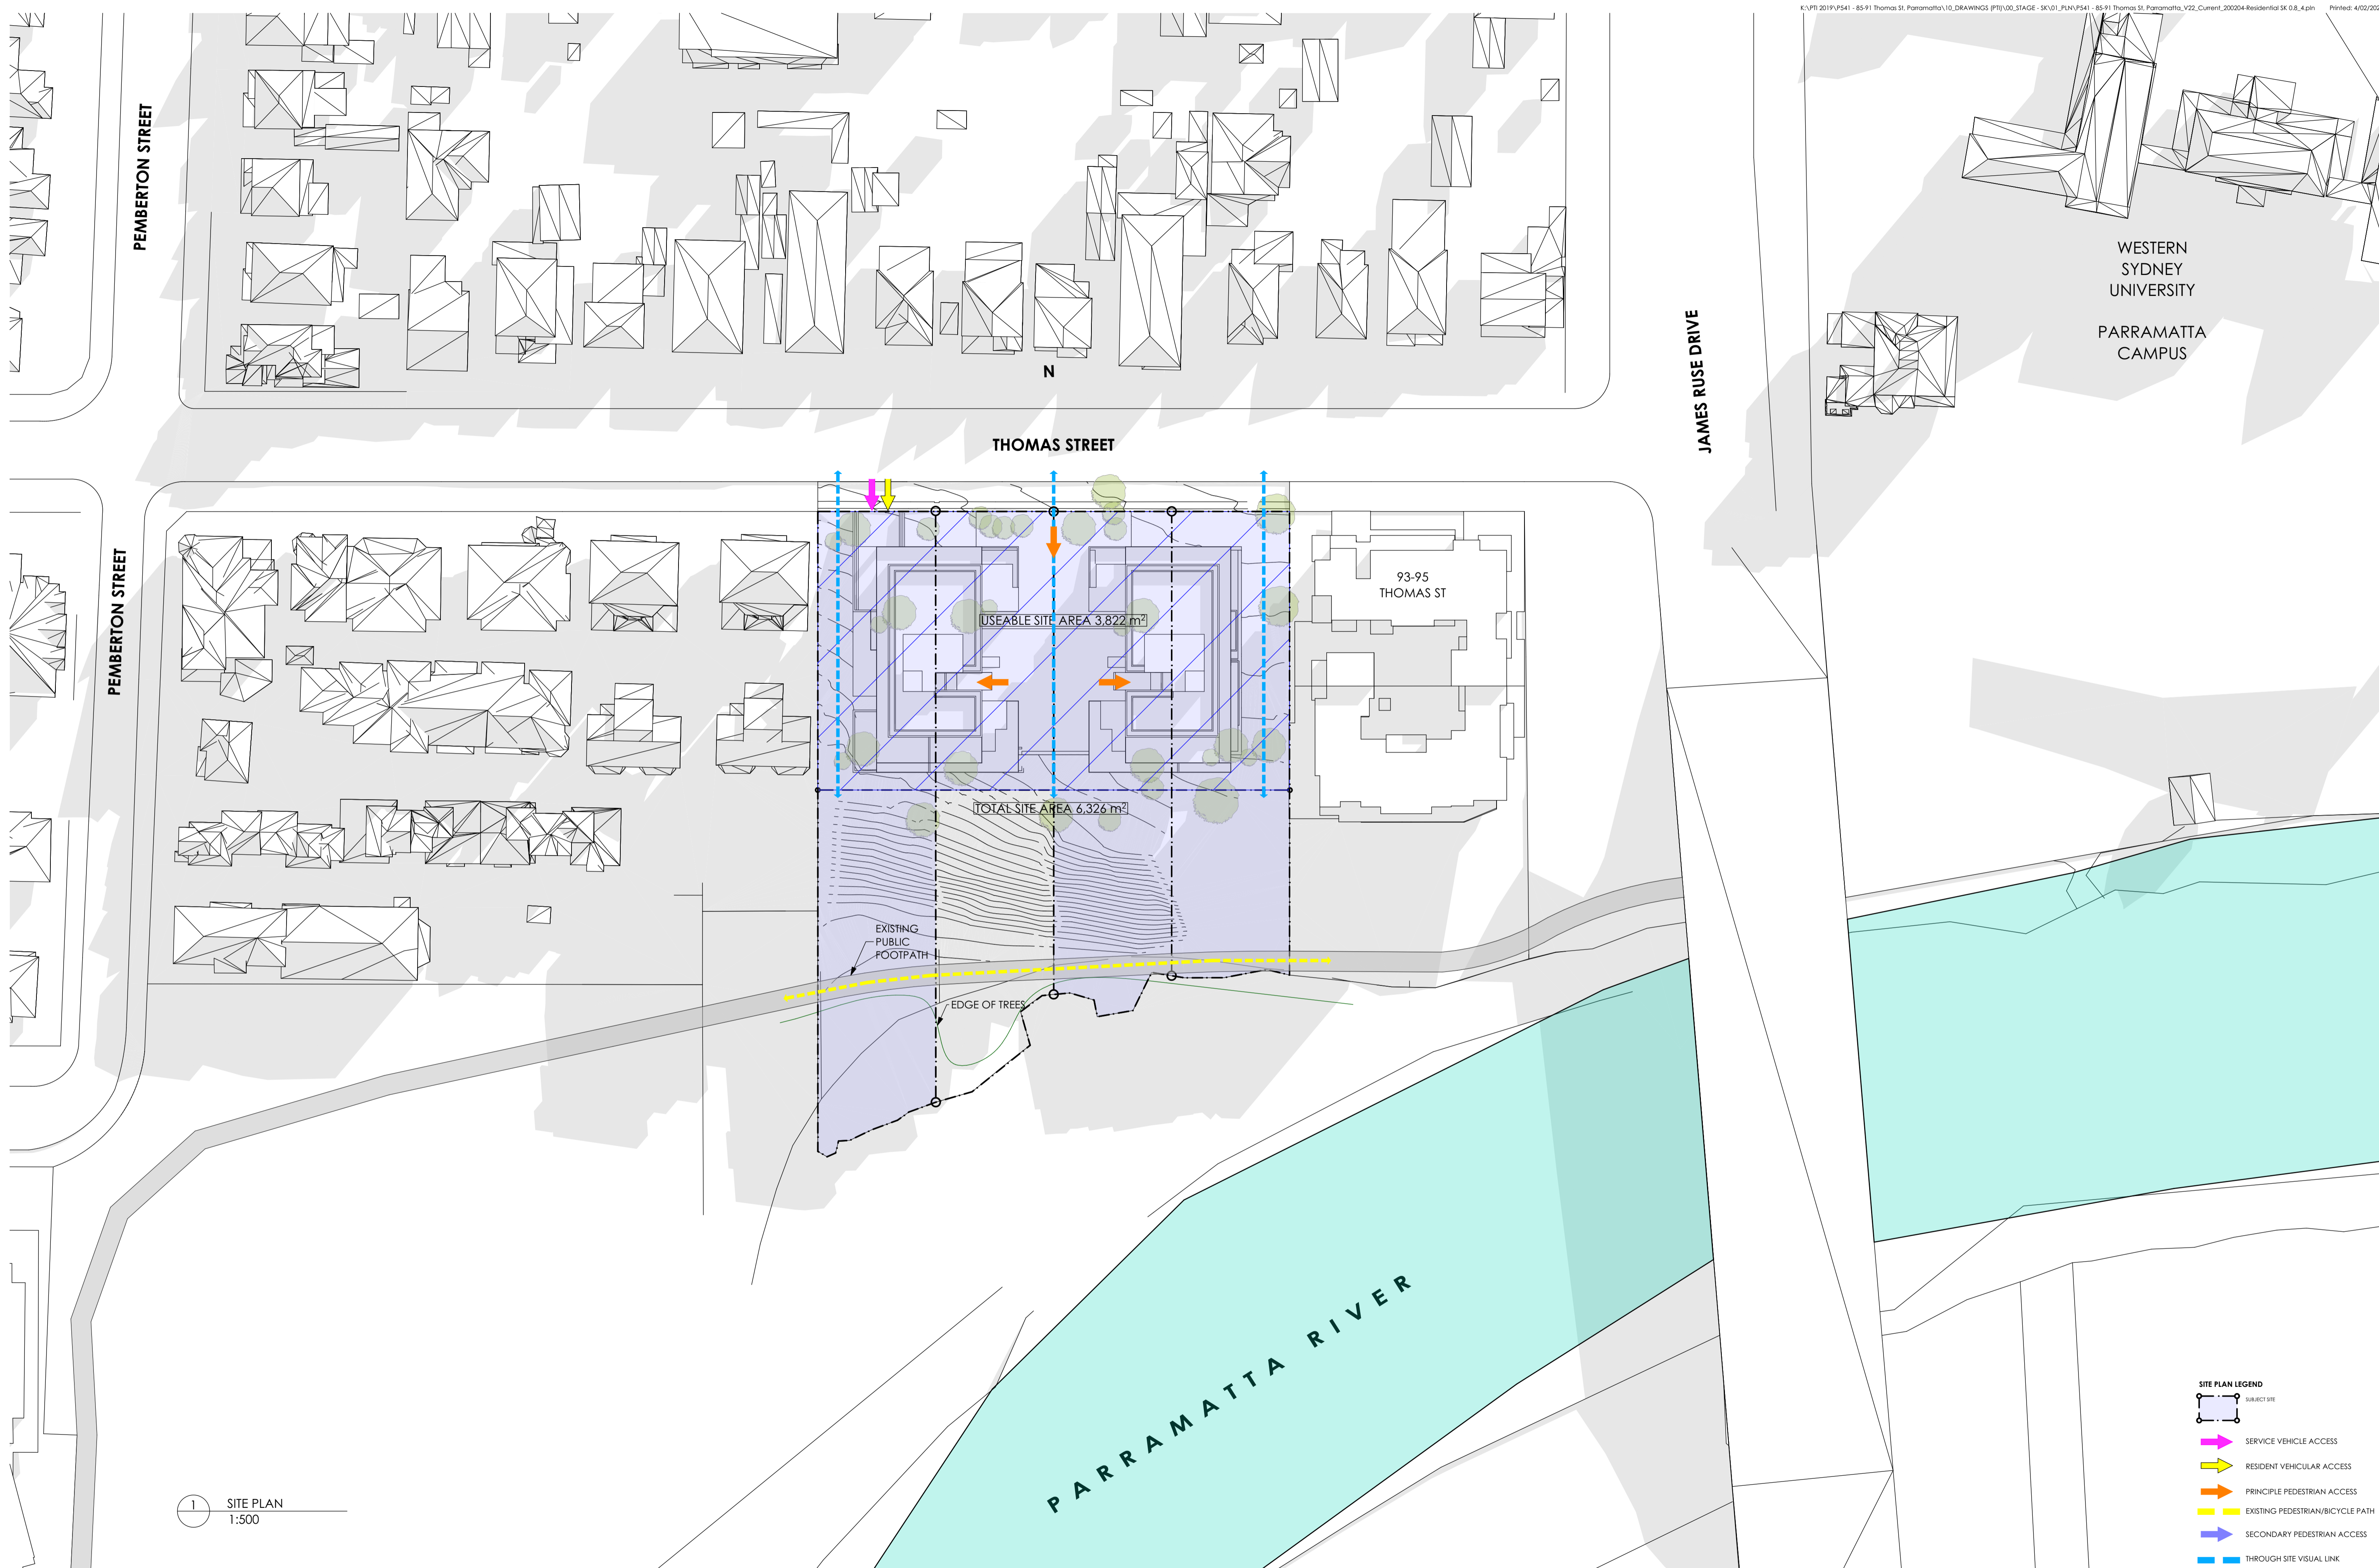 K:\PTI 2019\P541 - 85-91 Thomas St, Parramatta\10_DRAWINGS (PTI)\00_STAGE - SK\01_PLN\P541 - 85-91 Thomas St, Parramatta_V22_Current_200204-Residential SK 0.8_4.pln Printed: 4/02/202
PEMBERTON STREET
WESTERN
SYDNEY
UNIVERSITY
PARRAMATTA
CAMPUS
JAMES RUSE DRIVE
N
THOMAS STREET
PEMBERTON STREET
93-95
THOMAS ST
USEABLE SITE AREA 3,822 m²
TOTAL SITE AREA 6,326 m²
EXISTING
PUBLIC
FOOTPATH
EDGE OF TREES
PARRAMATTA RIVER
SITE PLAN LEGEND
SUBJECT SITE
SERVICE VEHICLE ACCESS
RESIDENT VEHICULAR ACCESS
PRINCIPLE PEDESTRIAN ACCESS
EXISTING PEDESTRIAN/BICYCLE PATH
SECONDARY PEDESTRIAN ACCESS
THROUGH SITE VISUAL LINK
1 SITE PLAN
1:500